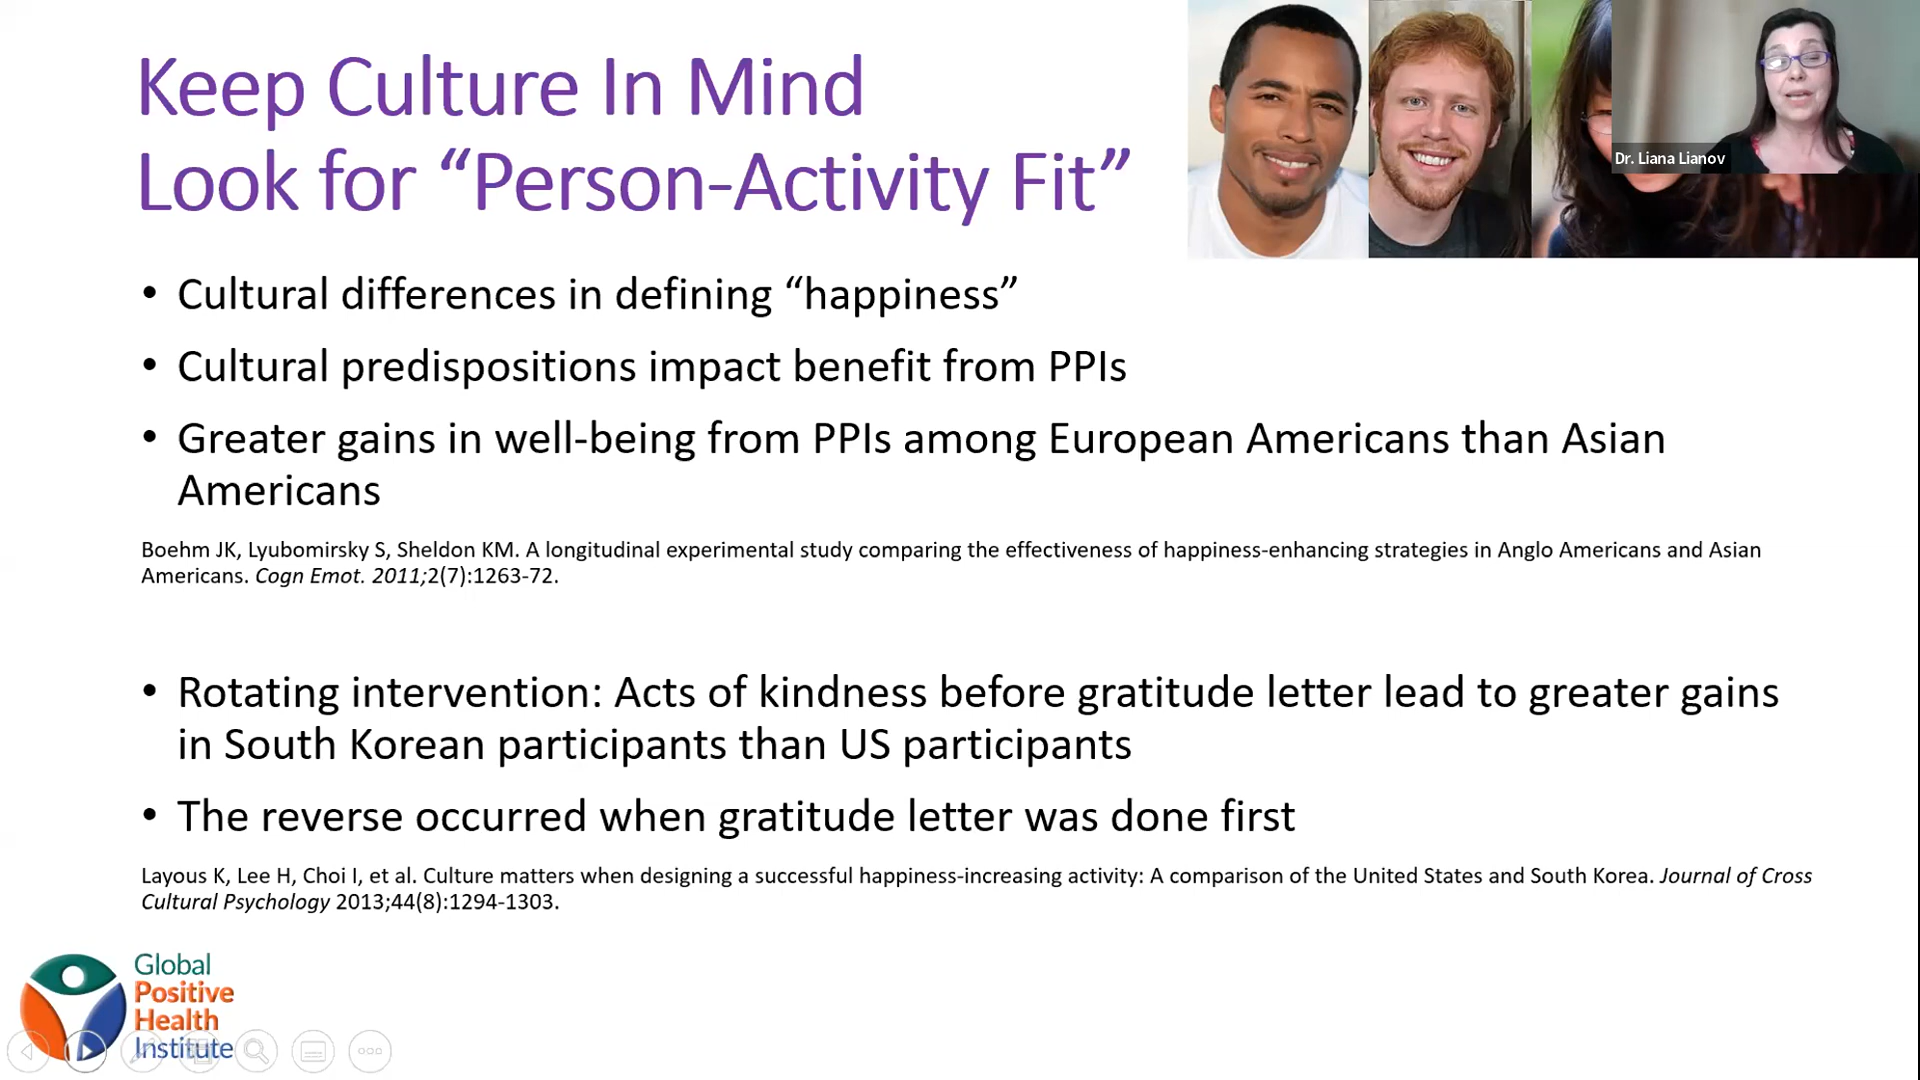 Keep Culture In Mind
Look for “Person-Activity Fit”
Dr. Liana Lianov
• Cultural differences in defining “happiness”
• Cultural predispositions impact benefit from PPIs
• Greater gains in well-being from PPIs among European Americans than Asian
Americans
Boehm JK, Lyubomirsky S, Sheldon KM. A longitudinal experimental study comparing the effectiveness of happiness-enhancing strategies in Anglo Americans and Asian
Americans. Cogn Emot. 2011;2(7):1263-72.
• Rotating intervention: Acts of kindness before gratitude letter lead to greater gains
in South Korean participants than US participants
• The reverse occurred when gratitude letter was done first
Layous K, Lee H, Choi I, et al. Culture matters when designing a successful happiness-increasing activity: A comparison of the United States and South Korea. Journal of Cross
Cultural Psychology 2013;44(8):1294-1303.
Global
Positive
Health
Institute